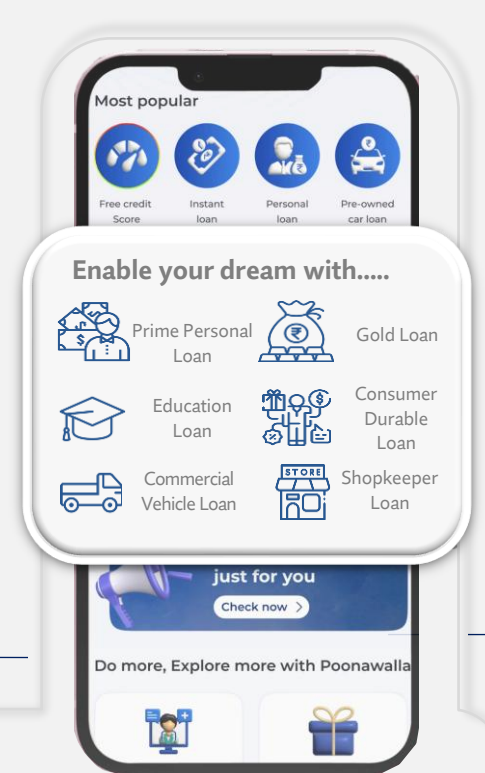 Most popular
Free credit Score
Instant loan
Personal loan
Pre-owned car loan
Enable your dream with.....
Prime Personal Loan
Gold Loan
Education Loan
Consumer Durable Loan
Commercial Vehicle Loan
STORE
Shopkeeper Loan
just for you
Check now >
Do more, Explore more with Poonawalla